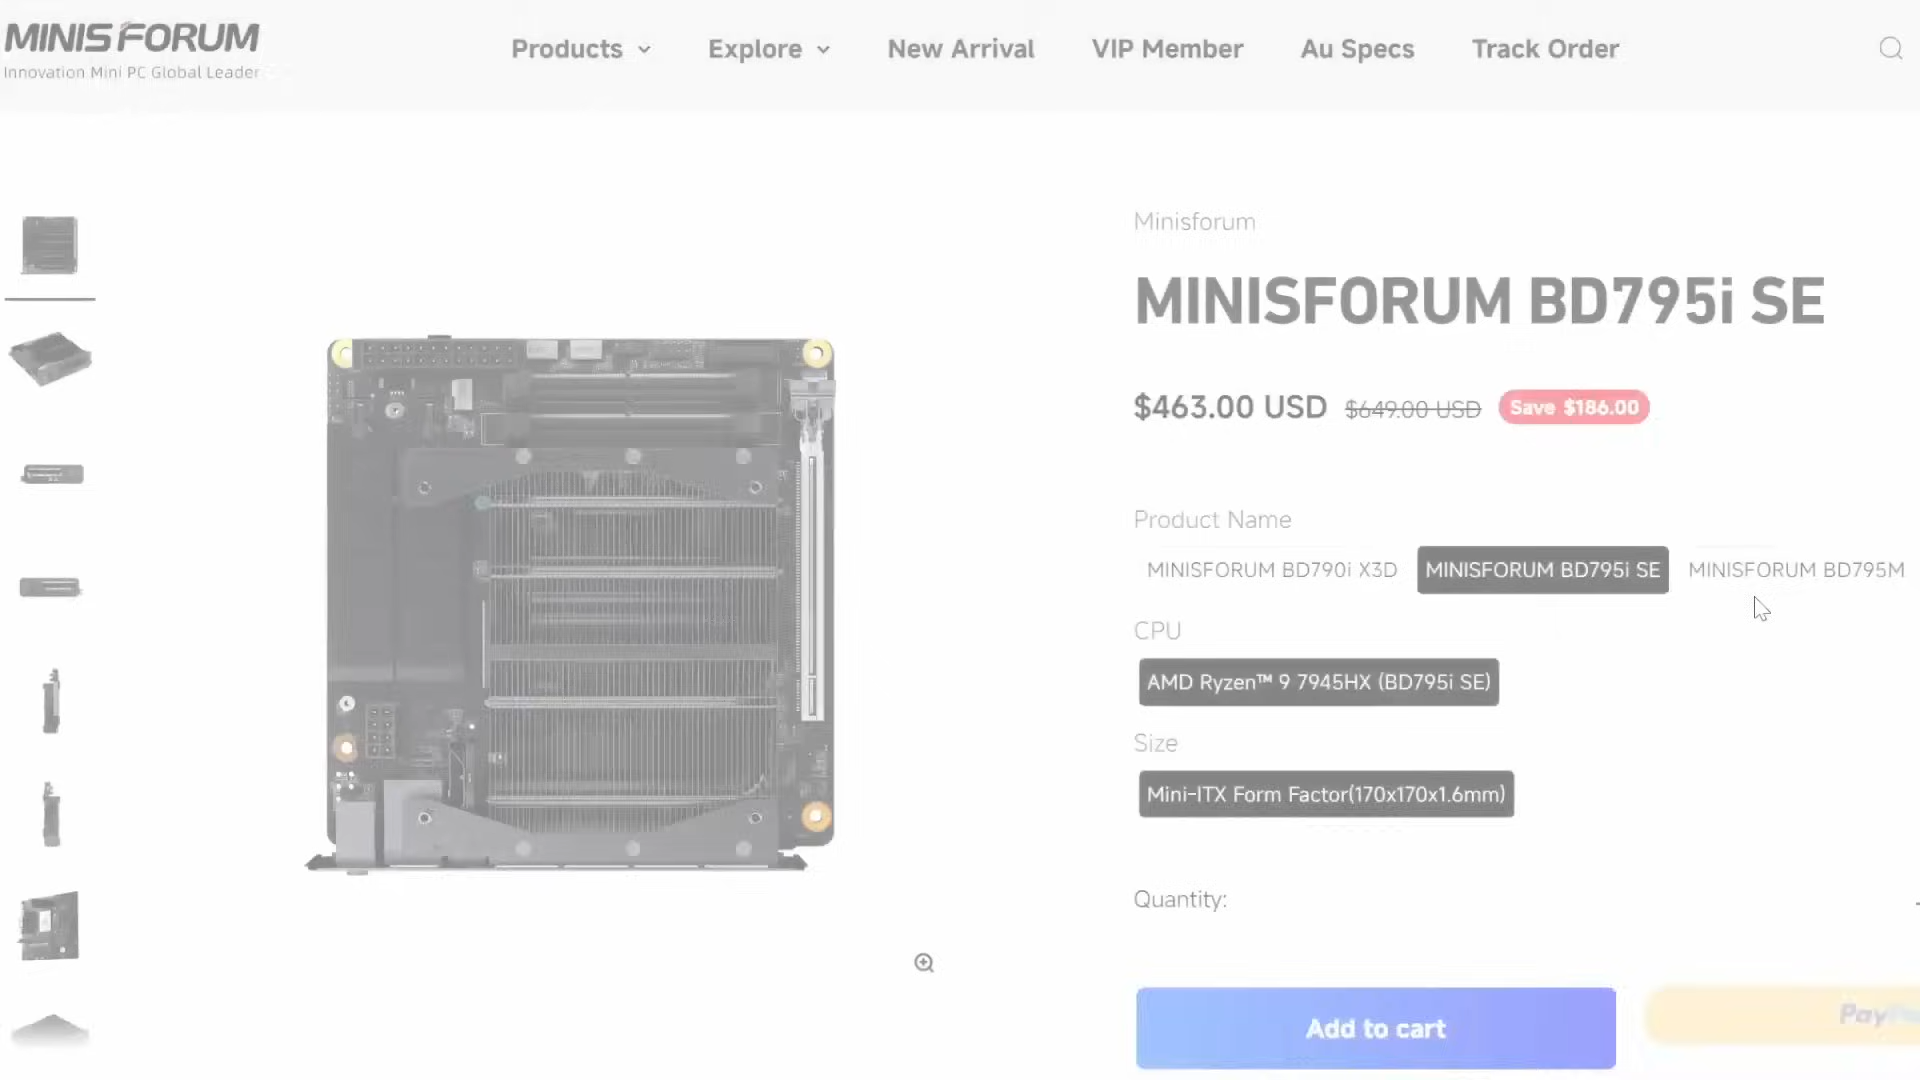 MINISFORUM
Innovation Mini PC Global Leader
Products
Explore
New Arrival
VIP Member
Au Specs
Track Order
Minisforum
MINISFORUM BD795i SE
$463.00 USD $649.00 USD Save $186.00
Product Name
MINISFORUM BD790i X3D MINISFORUM BD795i SE MINISFORUM BD795M
CPU
AMD Ryzen™ 9 7945HX (BD795i SE)
Size
Mini-ITX Form Factor(170x170x1.6mm)
Quantity:
Add to cart
Pay